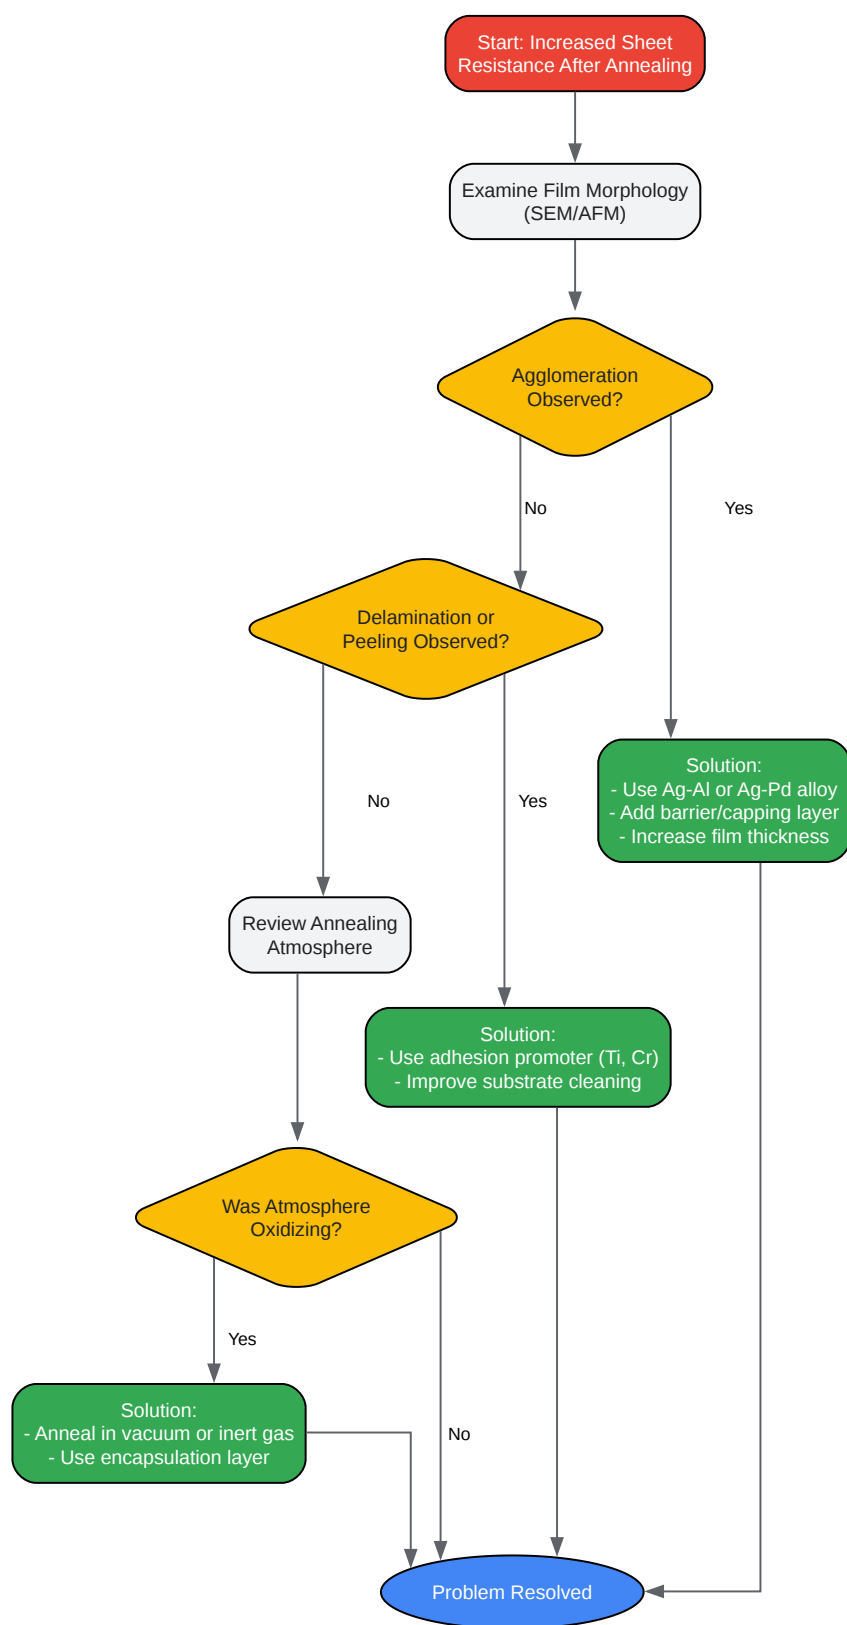 Start: Increased Sheet
Resistance After Annealing
Examine Film Morphology
(SEM/AFM)
Agglomeration
Observed?
No
Yes
Delamination or
Peeling Observed?
No
Yes
Solution:
- Use Ag-Al or Ag-Pd alloy
- Add barrier/capping layer
- Increase film thickness
Review Annealing
Atmosphere
Solution:
- Use adhesion promoter (Ti, Cr)
- Improve substrate cleaning
Was Atmosphere
Oxidizing?
Yes
No
Solution:
- Anneal in vacuum or inert gas
- Use encapsulation layer
Problem Resolved